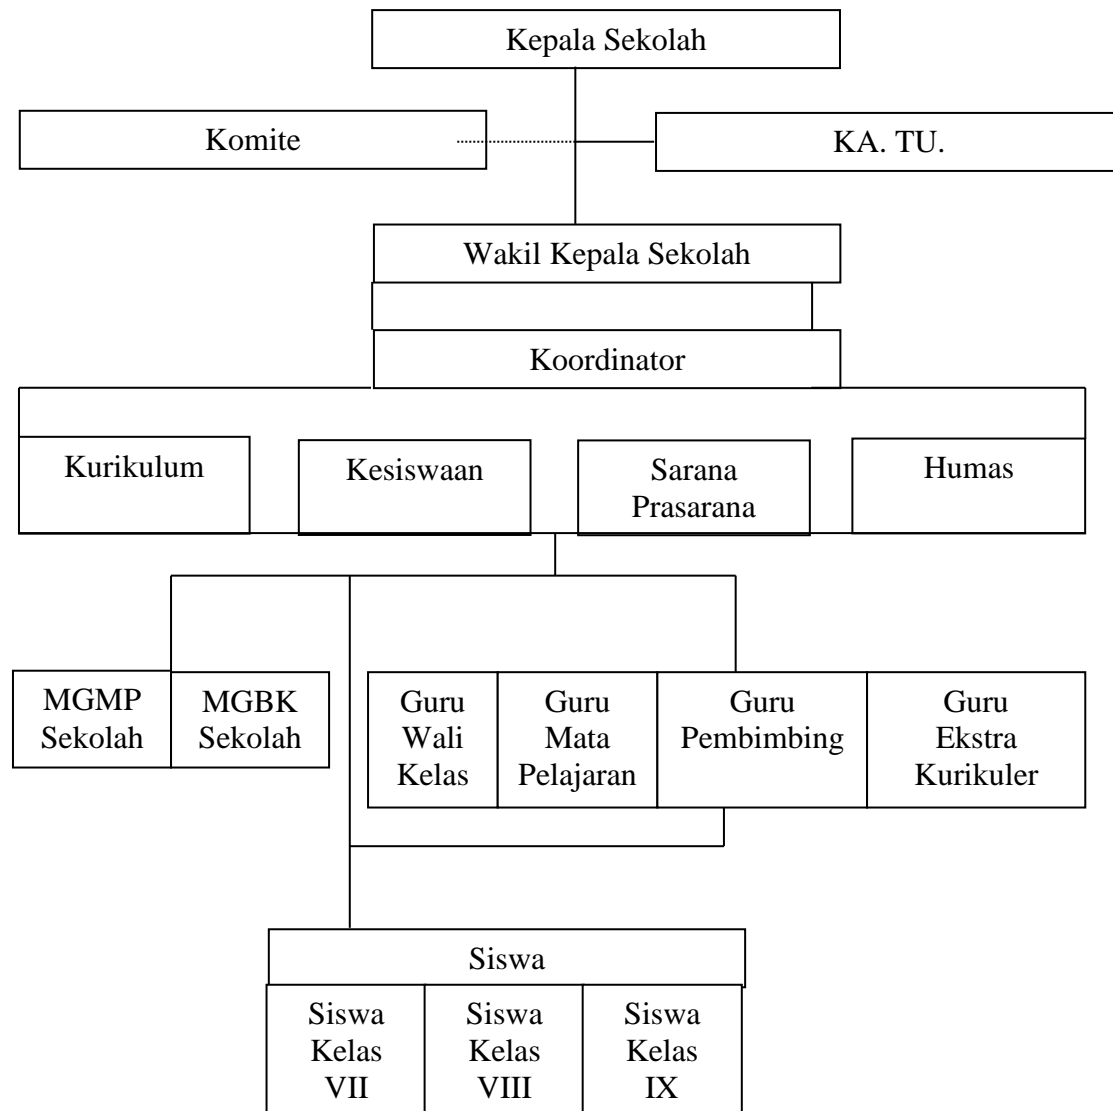 Kepala Sekolah
Komite
KA. TU.
Wakil Kepala Sekolah
Koordinator
Kurikulum
Kesiswaan
Sarana
Prasarana
Humas
MGMP
Sekolah
MGBK
Sekolah
Guru
Wali
Kelas
Guru
Mata
Pelajaran
Guru
Pembimbing
Guru
Ekstra
Kurikuler
Siswa
Siswa
Kelas
VII
Siswa
Kelas
VIII
Siswa
Kelas
IX